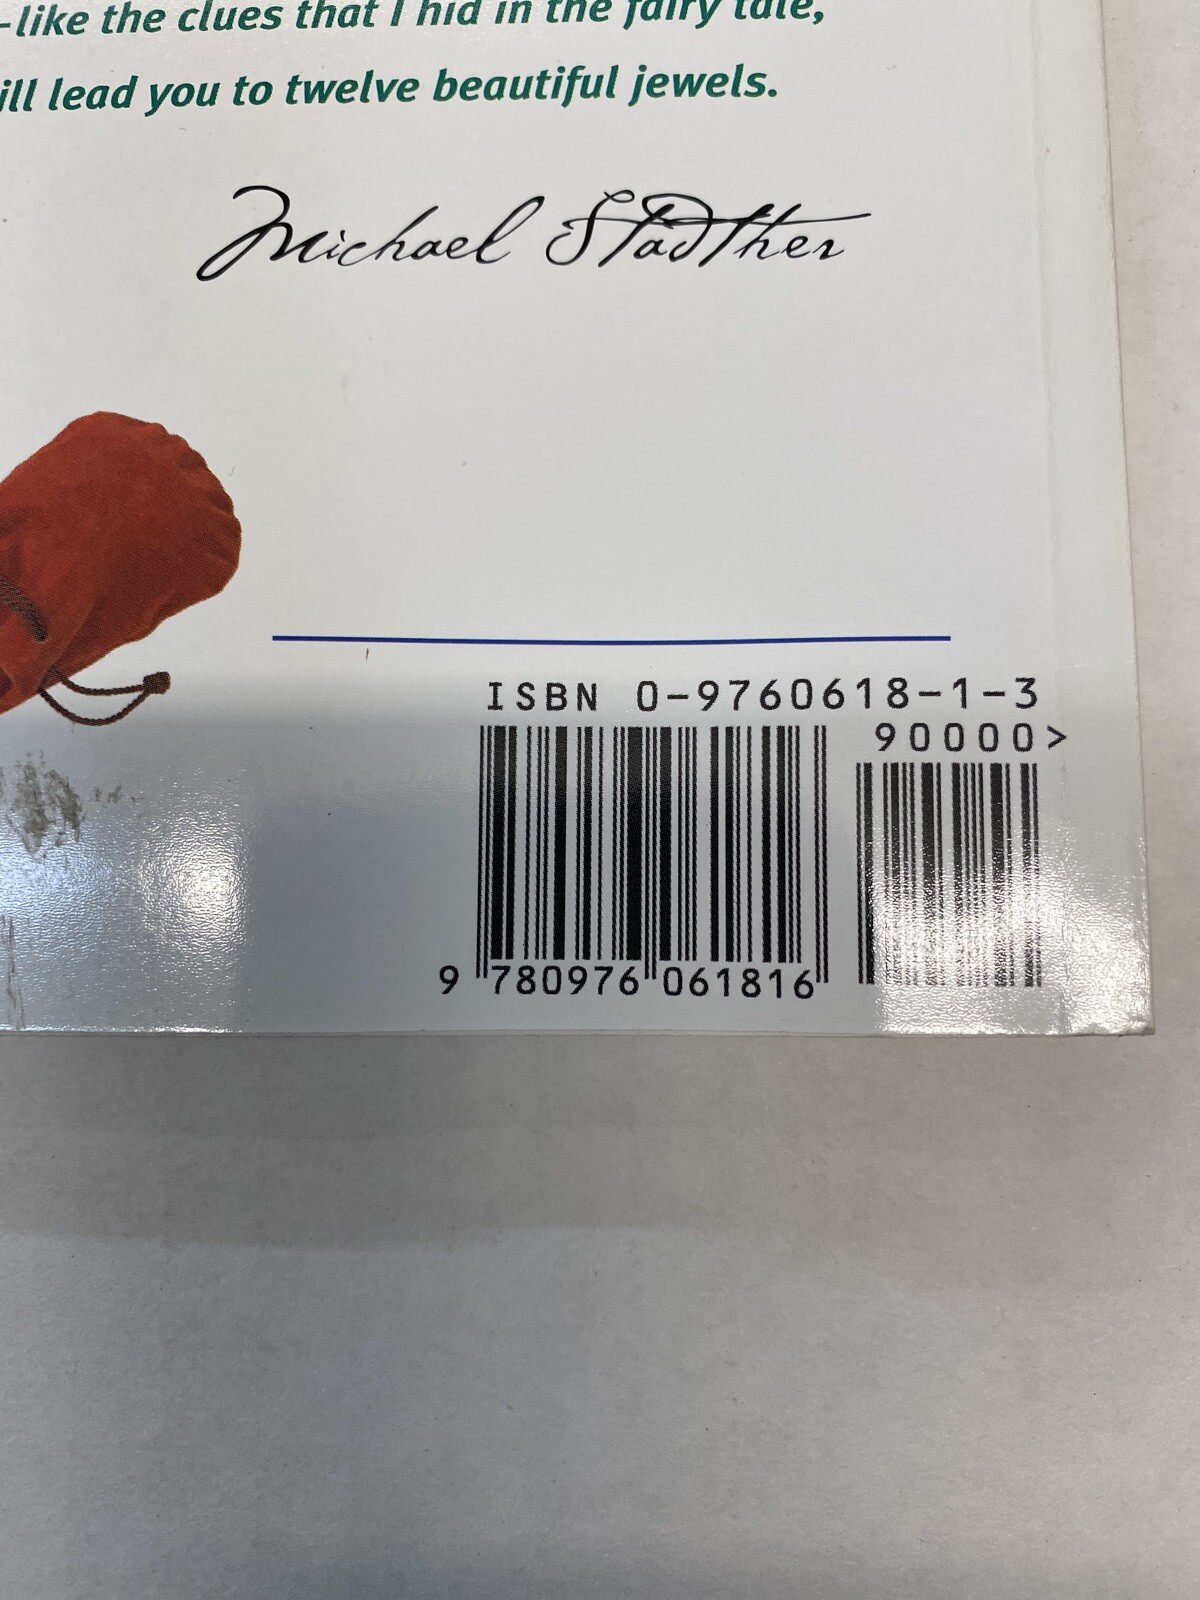 –like the clues that I hid in the fairy tale,
ill lead you to twelve beautiful jewels.
Michael Stadther
ISBN 0-9760618-1-3
90000>
9 780976 061816